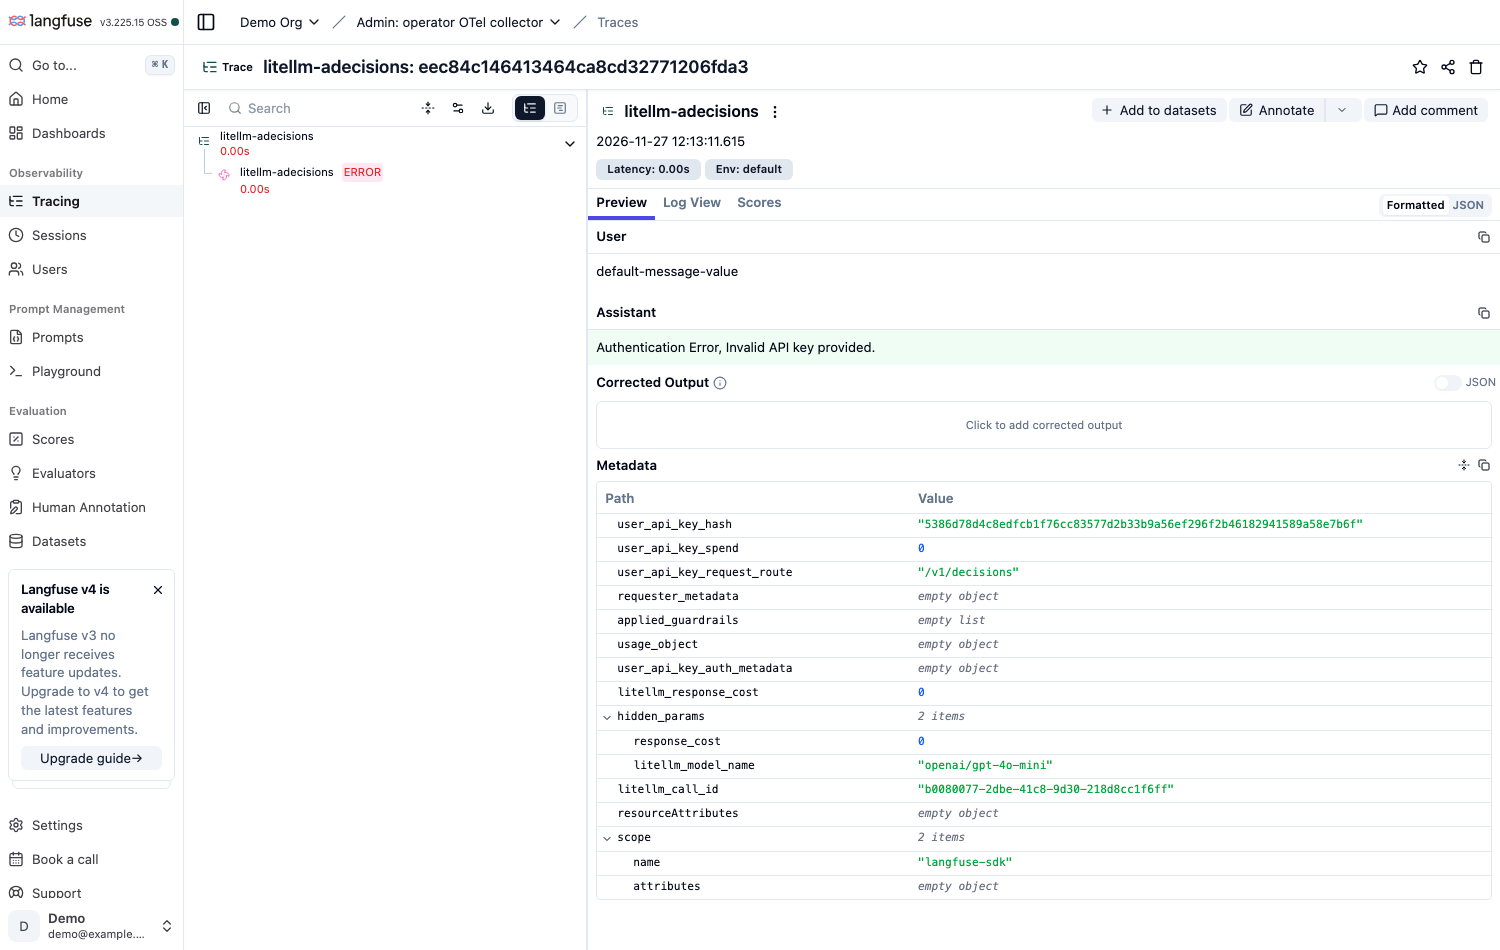 langfuse v3.225.15 OSS
Demo Org
Admin: operator OTel collector
Traces
Go to...
⌘ K
Home
Dashboards
Observability
Tracing
Sessions
Users
Prompt Management
Prompts
Playground
Evaluation
Scores
Evaluators
Human Annotation
Datasets
Langfuse v4 is
available
Langfuse v3 no
longer receives
feature updates.
Upgrade to v4 to get
the latest features
and improvements.
Upgrade guide→
Settings
Book a call
Support
D
Demo
demo@example....
Trace litellm-adecisions: eec84c146413464ca8cd32771206fda3
Search
litellm-adecisions
0.00s
litellm-adecisions ERROR
0.00s
litellm-adecisions
Add to datasets
Annotate
Add comment
2026-11-27 12:13:11.615
Latency: 0.00s
Env: default
Preview
Log View
Scores
Formatted JSON
User
default-message-value
Assistant
Authentication Error, Invalid API key provided.
Corrected Output
JSON
Click to add corrected output
Metadata
Path Value
user_api_key_hash "5386d78d4c8edfcb1f76cc83577d2b33b9a56ef296f2b46182941589a58e7b6f"
user_api_key_spend 0
user_api_key_request_route "/v1/decisions"
requester_metadata empty object
applied_guardrails empty list
usage_object empty object
user_api_key_auth_metadata empty object
litellm_response_cost 0
hidden_params 2 items
response_cost 0
litellm_model_name "openai/gpt-4o-mini"
litellm_call_id "b0080077-2dbe-41c8-9d30-218d8cc1f6ff"
resourceAttributes empty object
scope 2 items
name "langfuse-sdk"
attributes empty object